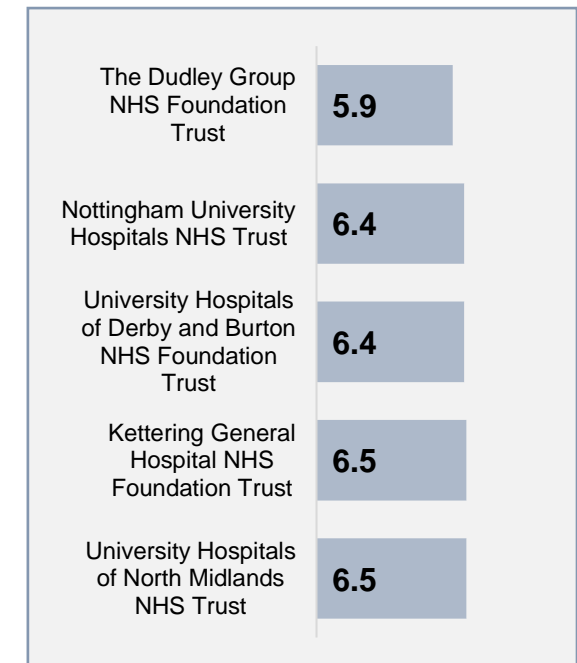 The Dudley Group
NHS Foundation
Trust
5.9
Nottingham University
Hospitals NHS Trust
6.4
University Hospitals
of Derby and Burton
NHS Foundation
Trust
6.4
Kettering General
Hospital NHS
Foundation Trust
6.5
University Hospitals
of North Midlands
NHS Trust
6.5